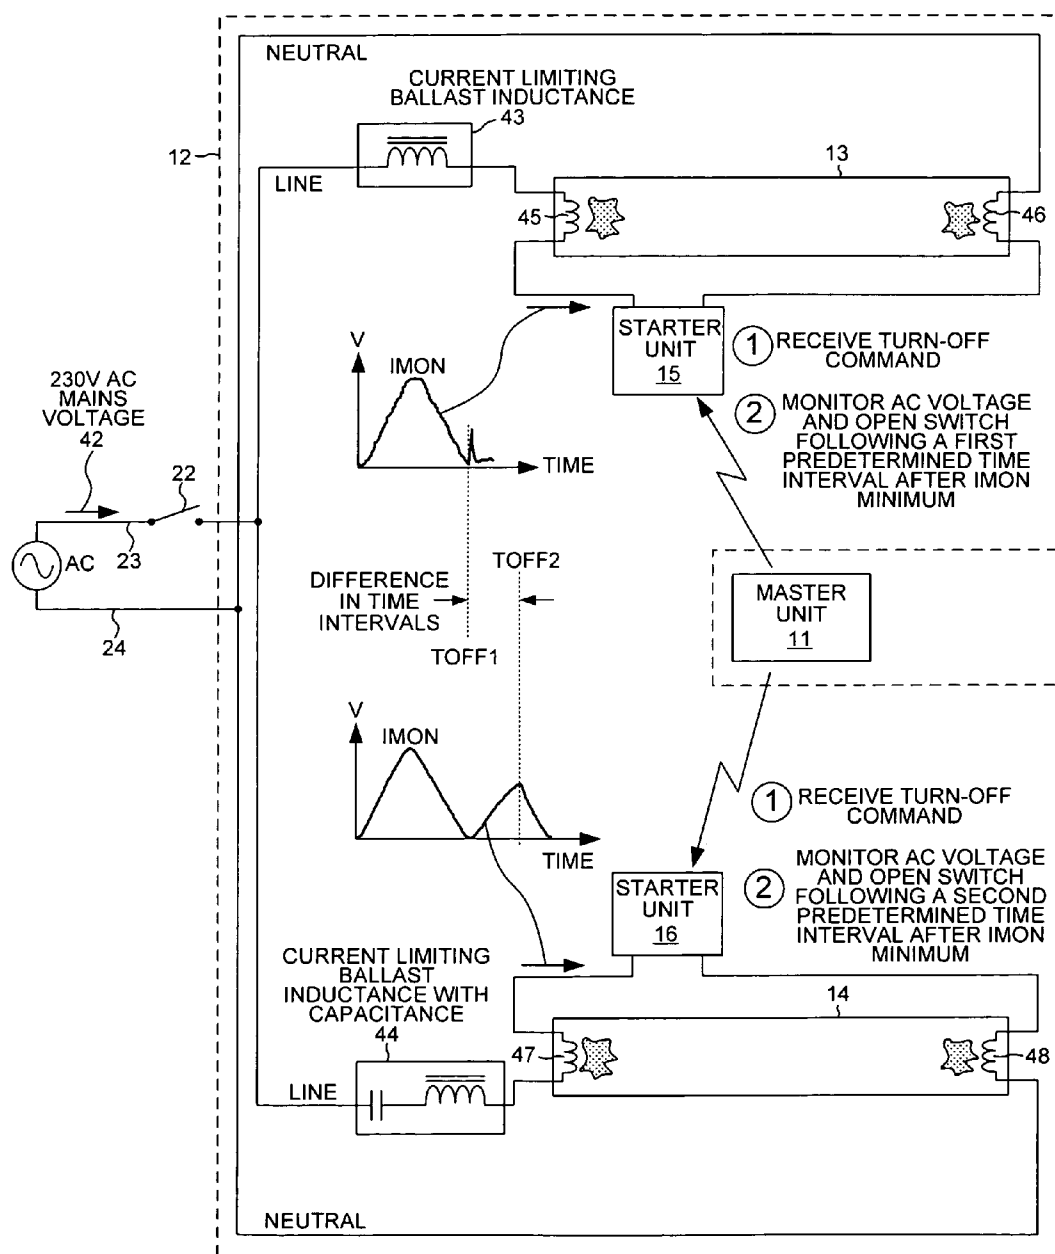 NEUTRAL
CURRENT LIMITING
BALLAST INDUCTANCE
43
12
LINE
13
45
46
STARTER
UNIT
15
1
RECEIVE TURN-OFF
COMMAND
2
MONITOR AC VOLTAGE
AND OPEN SWITCH
FOLLOWING A FIRST
PREDETERMINED TIME
INTERVAL AFTER IMON
MINIMUM
V
IMON
TIME
230V AC
MAINS
VOLTAGE
42
22
23
AC
24
TOFF2
DIFFERENCE
IN TIME
INTERVALS
TOFF1
MASTER
UNIT
11
V
IMON
TIME
1
RECEIVE TURN-OFF
COMMAND
2
MONITOR AC VOLTAGE
AND OPEN SWITCH
FOLLOWING A SECOND
PREDETERMINED TIME
INTERVAL AFTER IMON
MINIMUM
STARTER
UNIT
16
CURRENT LIMITING
BALLAST
INDUCTANCE WITH
CAPACITANCE
44
14
47
48
LINE
NEUTRAL